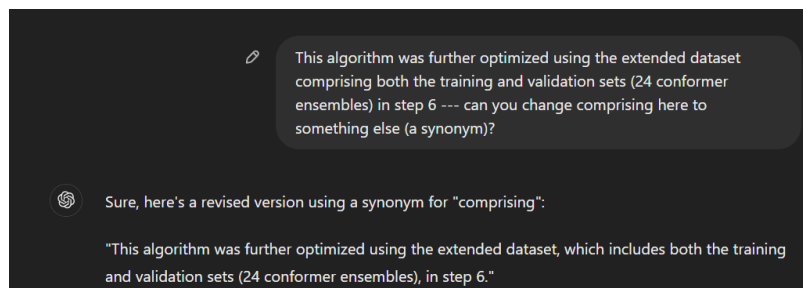 This algorithm was further optimized using the extended dataset
comprising both the training and validation sets (24 conformer
ensembles) in step 6 --- can you change comprising here to
something else (a synonym)?
Sure, here's a revised version using a synonym for "comprising":
"This algorithm was further optimized using the extended dataset, which includes both the training
and validation sets (24 conformer ensembles), in step 6."